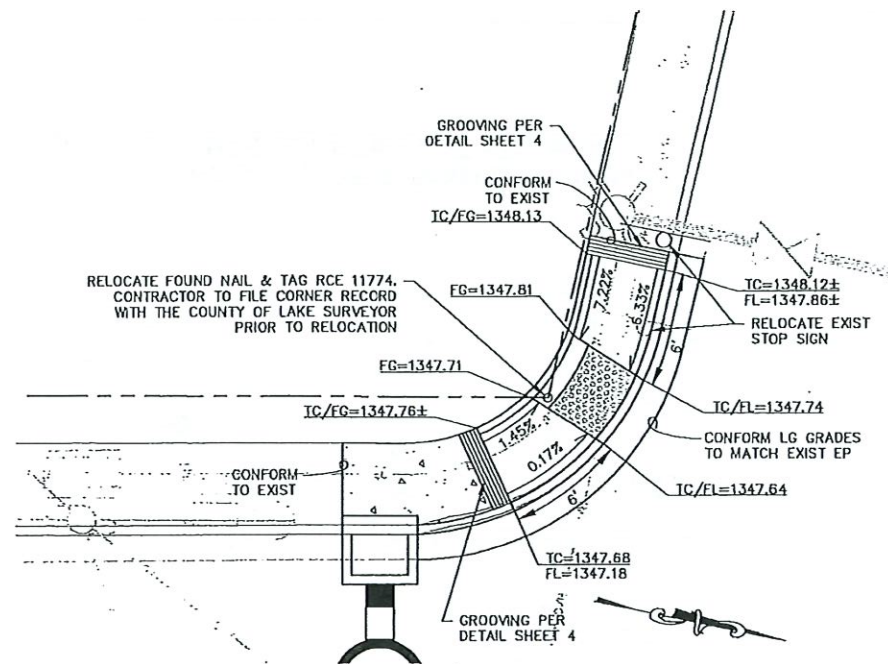 GROOVING PER
DETAIL SHEET 4
CONFORM
TO EXIST
TC/FG=1348.13
RELOCATE FOUND NAIL & TAG RCE 11774.
CONTRACTOR TO FILE CORNER RECORD
WITH THE COUNTY OF LAKE SURVEYOR
PRIOR TO RELOCATION
FG=1347.81
7.22%
6.33%
TC=1348.12±
FL=1347.86±
RELOCATE EXIST
STOP SIGN
6'
FG=1347.71
TC/FG=1347.76±
TC/FL=1347.74
CONFORM LG GRADES
TO MATCH EXIST EP
1.45%
0.17%
CONFORM
TO EXIST
TC/FL=1347.64
6'
TC=1347.68
FL=1347.18
GROOVING PER
DETAIL SHEET 4